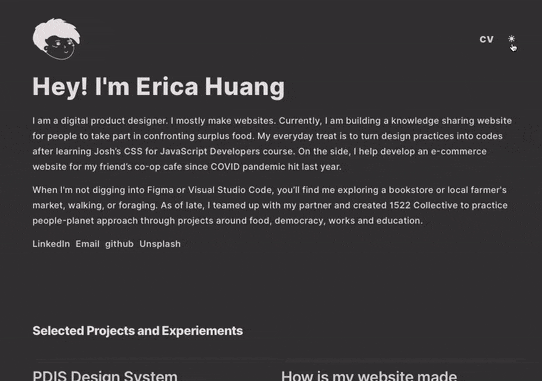 CV
Hey! I'm Erica Huang
I am a digital product designer. I mostly make websites. Currently, I am building a knowledge sharing website
for people to take part in confronting surplus food. My everyday treat is to turn design practices into codes
after learning Josh's CSS for JavaScript Developers course. On the side, I help develop an e-commerce
website for my friend's co-op cafe since COVID pandemic hit last year.
When I'm not digging into Figma or Visual Studio Code, you'll find me exploring a bookstore or local farmer's
market, walking, or foraging. As of late, I teamed up with my partner and created 1522 Collective to practice
people-planet approach through projects around food, democracy, works and education.
LinkedIn Email github Unsplash
Selected Projects and Experiements
PDIS Design System How is my website made